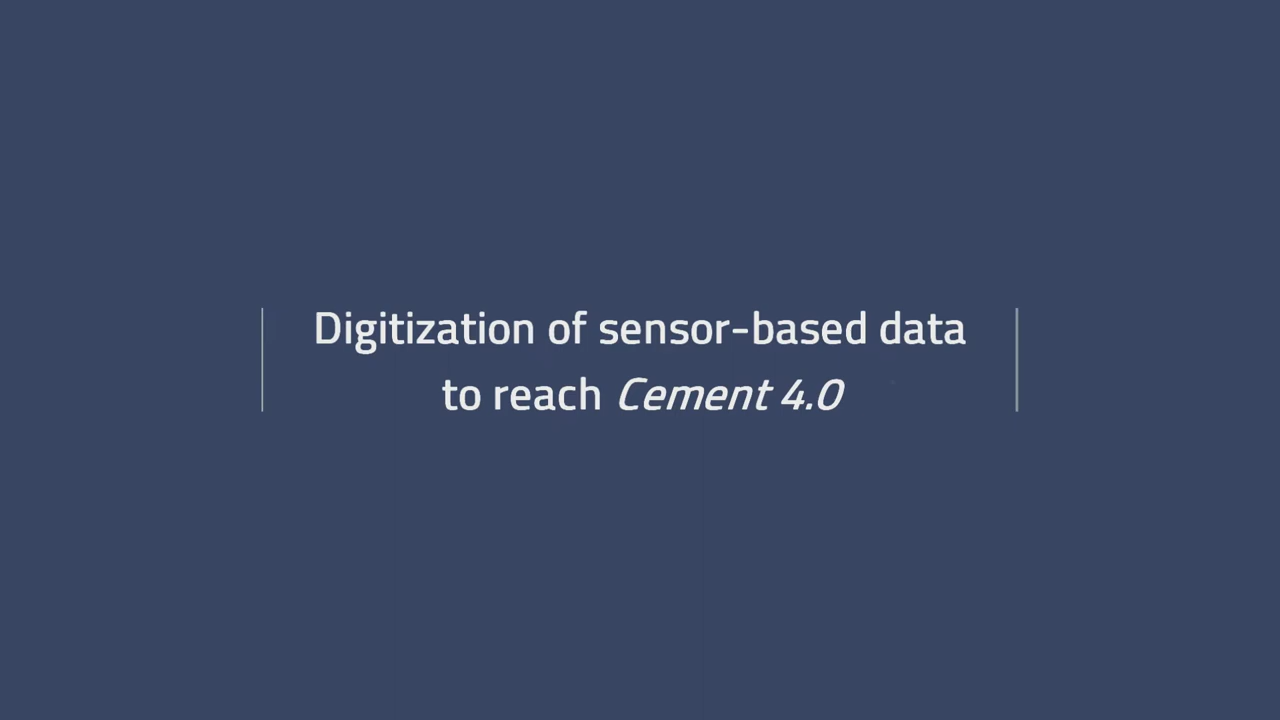 Digitization of sensor-based data
to reach Cement 4.0